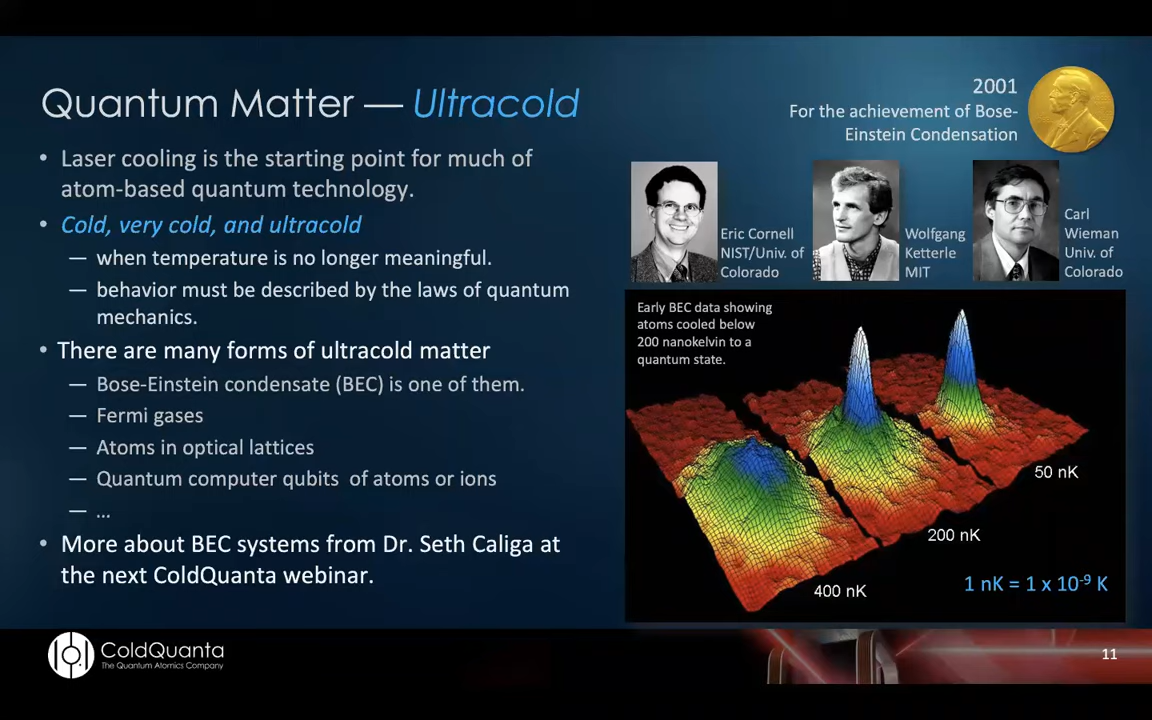 Quantum Matter — Ultracold
• Laser cooling is the starting point for much of
atom-based quantum technology.
• Cold, very cold, and ultracold
— when temperature is no longer meaningful.
— behavior must be described by the laws of quantum
mechanics.
• There are many forms of ultracold matter
— Bose-Einstein condensate (BEC) is one of them.
— Fermi gases
— Atoms in optical lattices
— Quantum computer qubits of atoms or ions
— ...
• More about BEC systems from Dr. Seth Caliga at
the next ColdQuanta webinar.
2001
For the achievement of Bose-
Einstein Condensation
Eric Cornell
NIST/Univ. of
Colorado
Wolfgang
Ketterle
MIT
Carl
Wieman
Univ. of
Colorado
Early BEC data showing
atoms cooled below
200 nanokelvin to a
quantum state.
50 nK
200 nK
400 nK
1 nK = 1 x 10⁻⁹ K
ColdQuanta
The Quantum Atomics Company
11